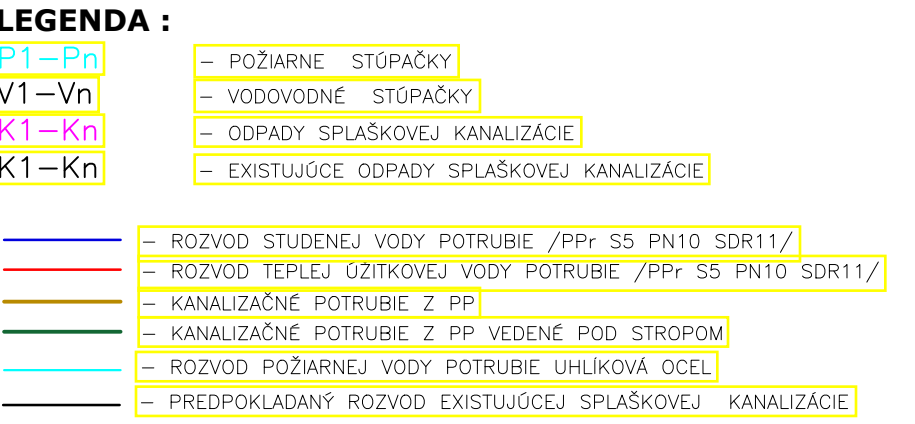 LEGENDA :
P1-Pn – POŽIARNE STÚPAČKY
V1-Vn – VODOVODNÉ STÚPAČKY
K1-Kn – ODPADY SPLAŠKOVEJ KANALIZÁCIE
K1-Kn – EXISTUJÚCE ODPADY SPLAŠKOVEJ KANALIZÁCIE
– ROZVOD STUDENEJ VODY POTRUBIE /PPr S5 PN10 SDR11/
– ROZVOD TEPLEJ ÚŽITKOVEJ VODY POTRUBIE /PPr S5 PN10 SDR11/
– KANALIZAČNÉ POTRUBIE Z PP
– KANALIZAČNÉ POTRUBIE Z PP VEDENÉ POD STROPOM
– ROZVOD POŽIARNEJ VODY POTRUBIE UHLÍKOVÁ OCEL
– PREDPOKLADANÝ ROZVOD EXISTUJÚCEJ SPLAŠKOVEJ KANALIZÁCIE